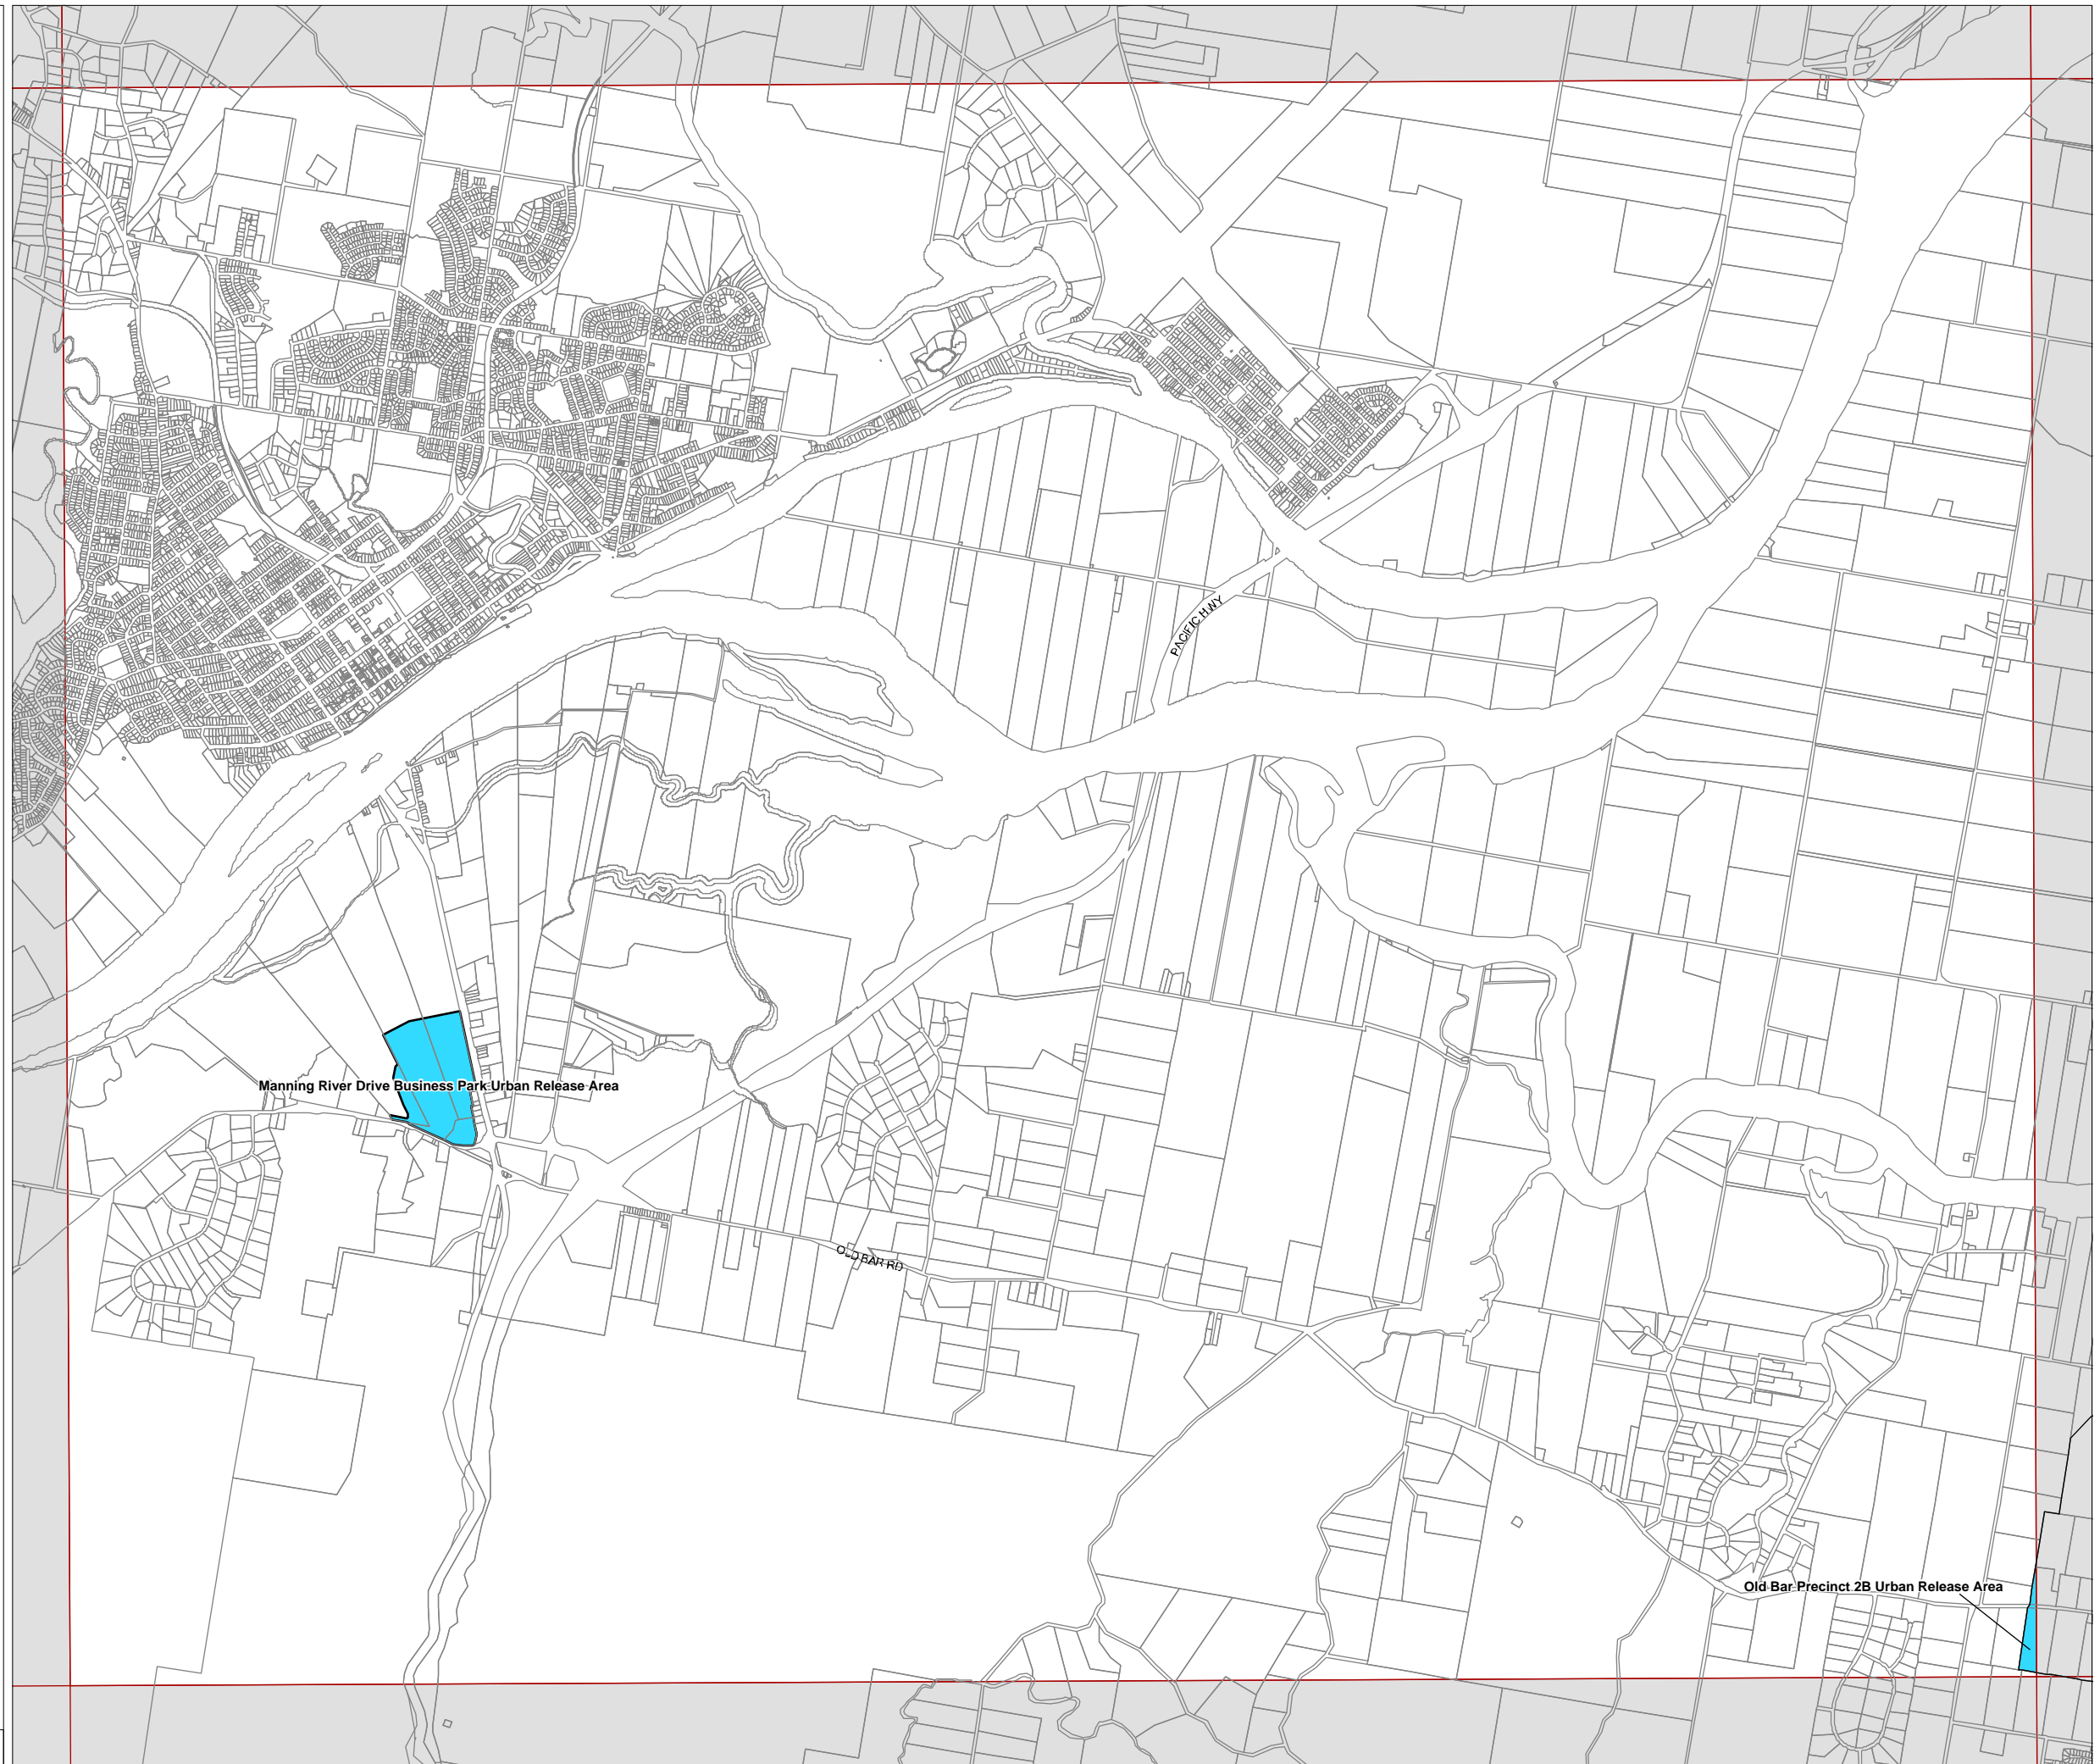 PACIFIC HWY
Manning River Drive Business Park Urban Release Area
OLD BAR RD
Old Bar Precinct 2B Urban Release Area